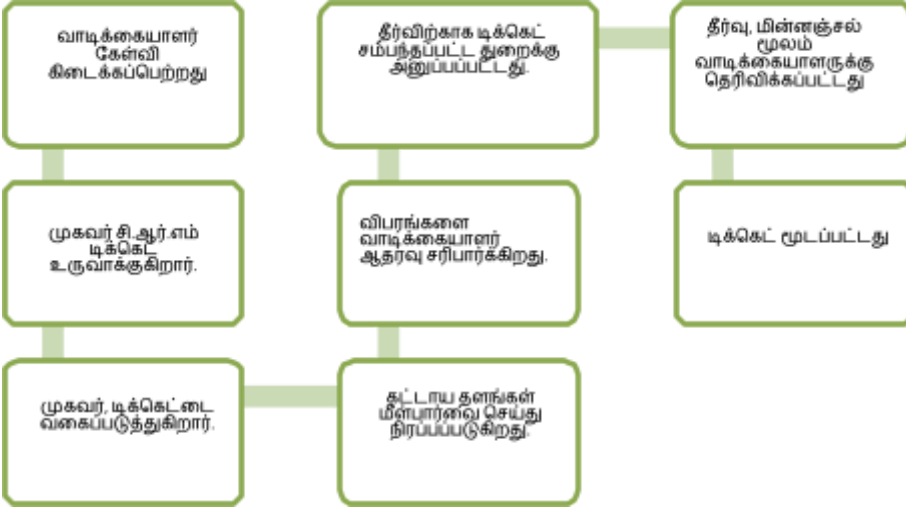 வாடிக்கையாளர்
கேள்வி
கிடைக்கப்பெற்றது
முகவர் சி.ஆர்.எம்
டிக்கெட்
உருவாக்குகிறார்.
முகவர், டிக்கெட்டை
வகைப்படுத்துகிறார்.
கட்டாய தளங்கள்
மீள்பார்வை செய்து
நிரப்பப்படுகிறது.
விபரங்களை
வாடிக்கையாளர்
ஆதரவு சரிபார்க்கிறது.
தீர்விற்காக டிக்கெட்
சம்பந்தப்பட்ட துறைக்கு
அனுப்பப்பட்டது.
தீர்வு, மின்னஞ்சல்
மூலம்
வாடிக்கையாளருக்கு
தெரிவிக்கப்பட்டது
டிக்கெட் மூடப்பட்டது